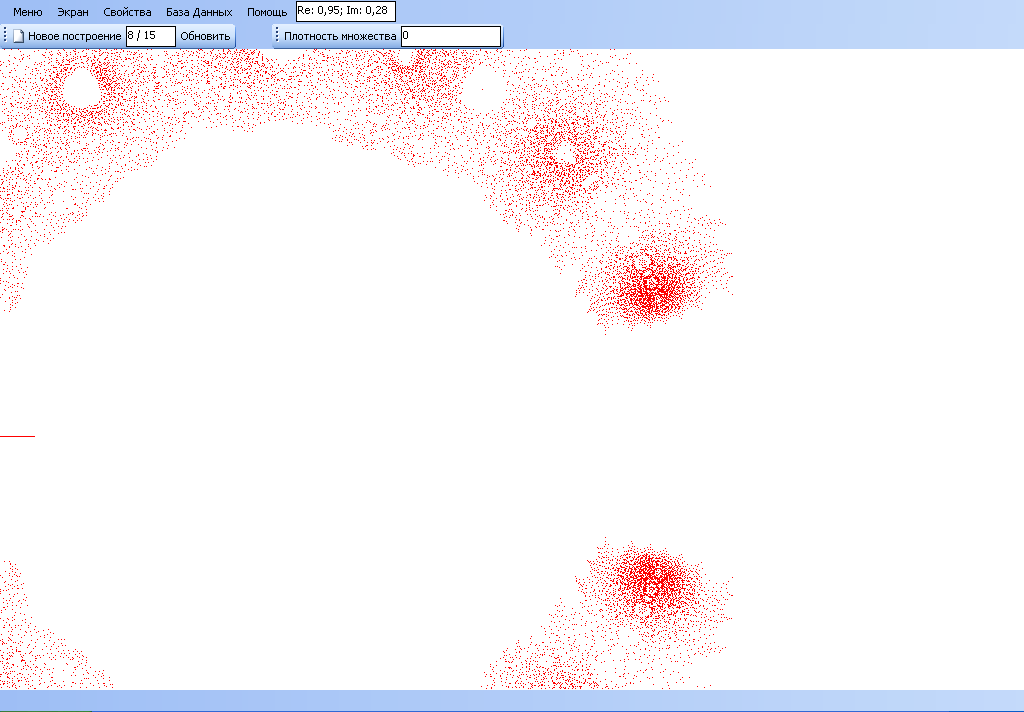 Меню Экран Свойства База Данных Помощь Re: 0,95; Im: 0,28
Новое построение 8 / 15 Обновить Плотность множества 0